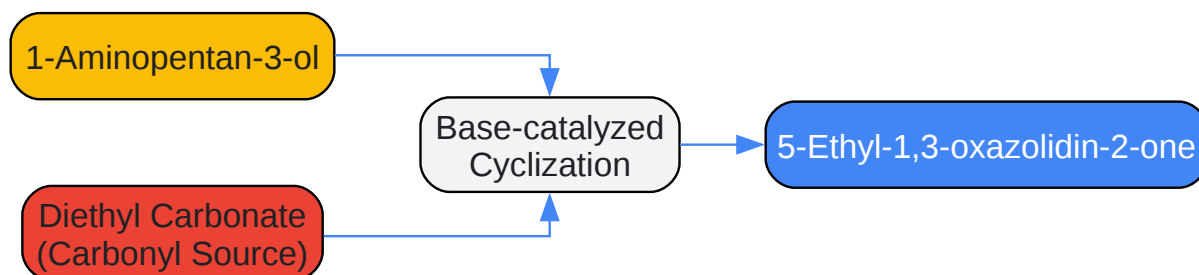 1-Aminopentan-3-ol
Base-catalyzed
Cyclization
5-Ethyl-1,3-oxazolidin-2-one
Diethyl Carbonate
(Carbonyl Source)